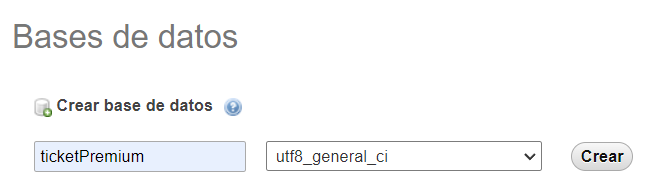 Bases de datos
Crear base de datos ?
ticketPremium utf8_general_ci Crear